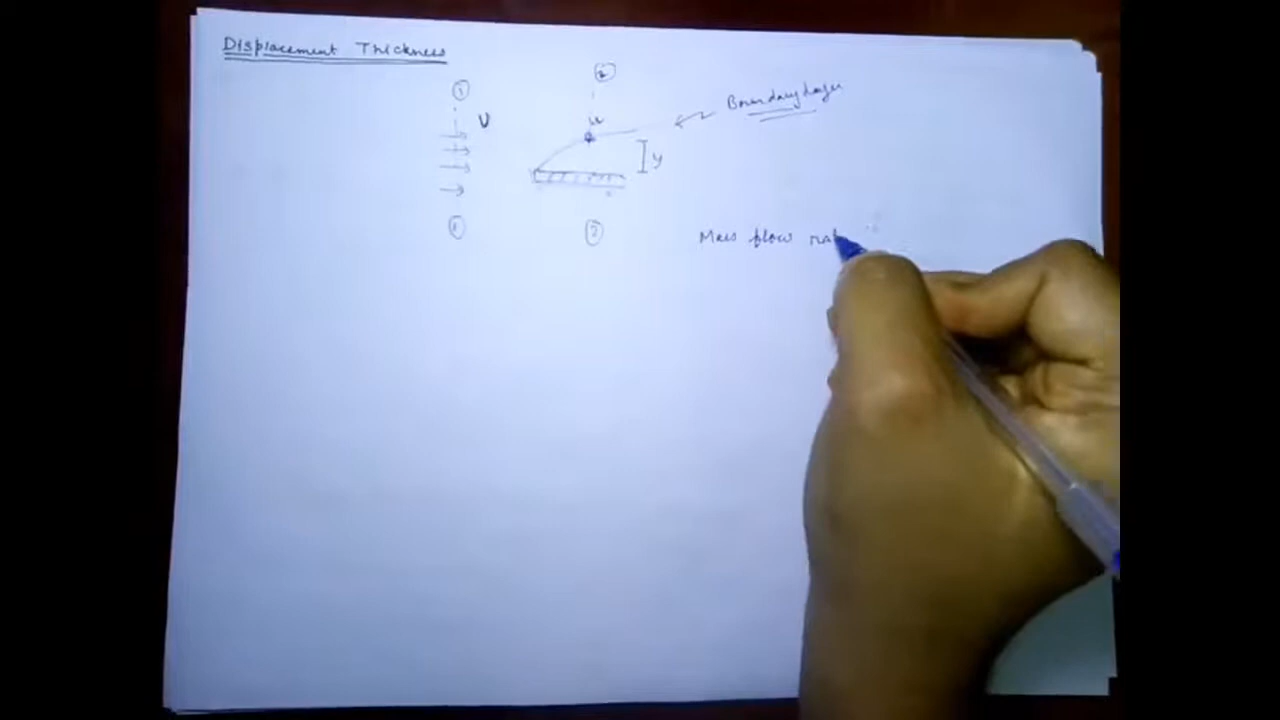 Displacement Thickness
①
②
U
u
Boundary Layer
y
①
②
Mass flow rat